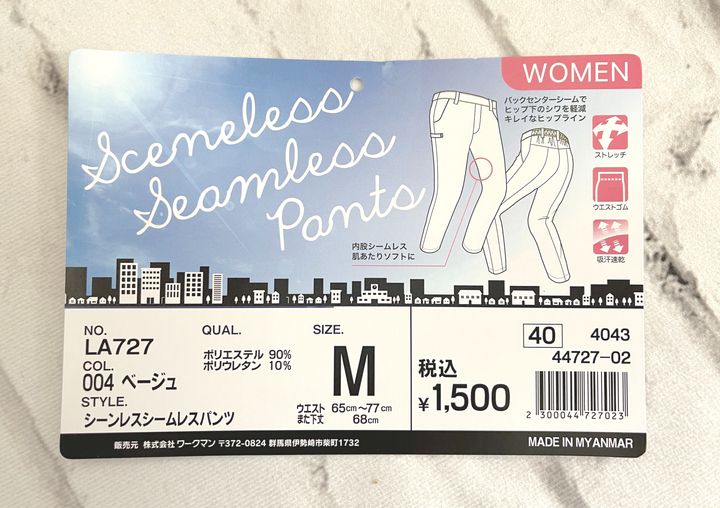 WOMEN
Sceneless
Seamless
Pants
バックセンターシームで
ヒップ下のシワを軽減
キレイなヒップライン
ストレッチ
ウエストゴム
吸汗速乾
内股シームレス
肌あたりソフトに
NO.
LA727
COL.
004 ベージュ
STYLE.
シーンレスシームレスパンツ
QUAL.
ポリエステル 90%
ポリウレタン 10%
SIZE.
M
ウエスト 65cm～77cm
また下丈 68cm
税込
¥1,500
40 4043
44727-02
2 300044 727023
販売元 株式会社 ワークマン 〒372-0824 群馬県伊勢崎市柴町1732
MADE IN MYANMAR